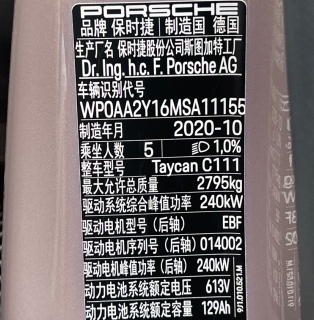 PORSCHE
品牌 保时捷 制造国 德国
生产厂名 保时捷股份公司斯图加特工厂
Dr. Ing. h.c. F. Porsche AG
车辆识别代号
WP0AA2Y16MSA11155
制造年月 2020-10
乘坐人数 5 1,0%
整车型号 Taycan C111
最大允许总质量 2795kg
驱动系统综合峰值功率 240kW
驱动电机型号（后轴） EBF
驱动电机序列号（后轴）014002
驱动电机峰值功率（后轴） 240kW
动力电池系统额定电压 613V
动力电池系统额定容量 129Ah
9J1.010.521.M